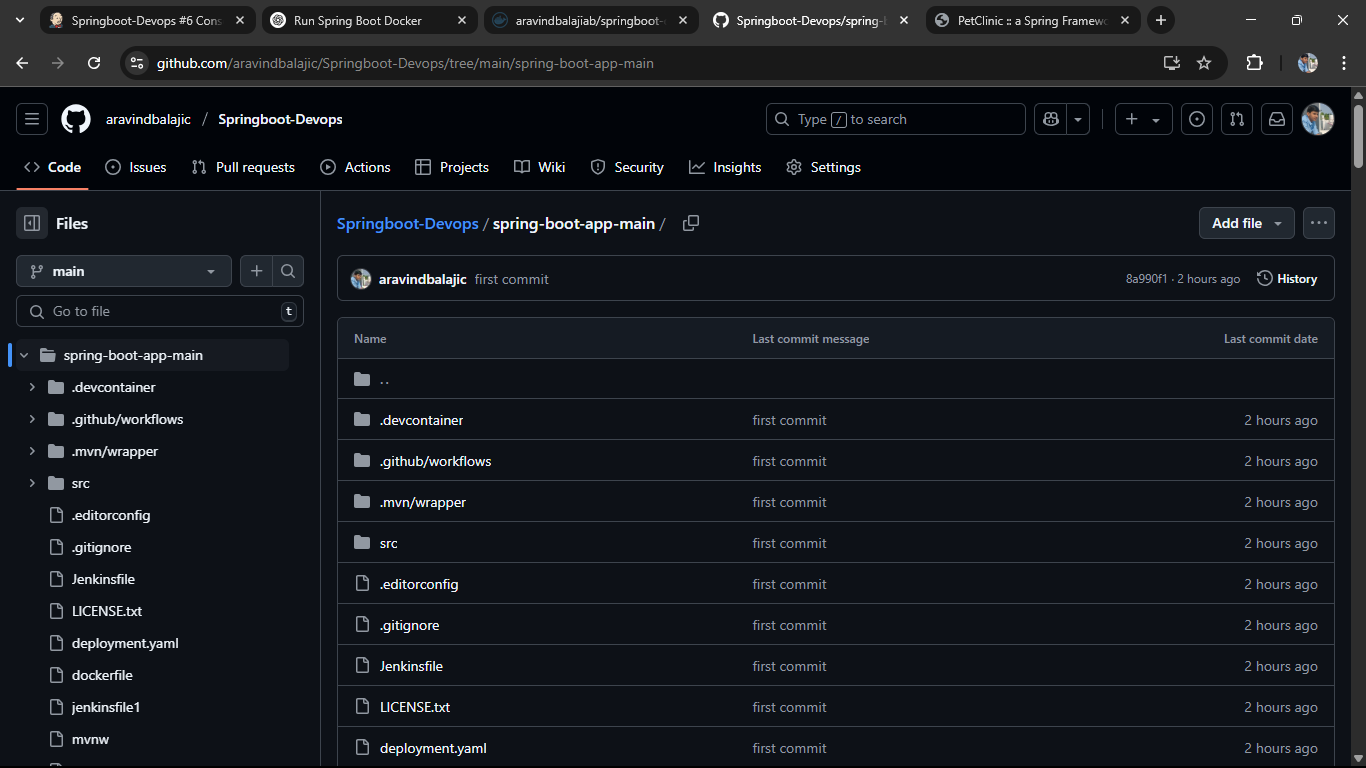 Springboot-Devops #6 Cons
Run Spring Boot Docker
aravindbalajiab/springboot-
Springboot-Devops/spring-b
PetClinic :: a Spring Framewo
github.com/aravindbalajic/Springboot-Devops/tree/main/spring-boot-app-main
aravindbalajic / Springboot-Devops
Type / to search
Code Issues Pull requests Actions Projects Wiki Security Insights Settings
Files
main
Go to file t
spring-boot-app-main
.devcontainer
.github/workflows
.mvn/wrapper
src
.editorconfig
.gitignore
Jenkinsfile
LICENSE.txt
deployment.yaml
dockerfile
jenkinsfile1
mvnw
Springboot-Devops / spring-boot-app-main /
Add file
aravindbalajic first commit 8a990f1 · 2 hours ago History
Name Last commit message Last commit date
..
.devcontainer first commit 2 hours ago
.github/workflows first commit 2 hours ago
.mvn/wrapper first commit 2 hours ago
src first commit 2 hours ago
.editorconfig first commit 2 hours ago
.gitignore first commit 2 hours ago
Jenkinsfile first commit 2 hours ago
LICENSE.txt first commit 2 hours ago
deployment.yaml first commit 2 hours ago